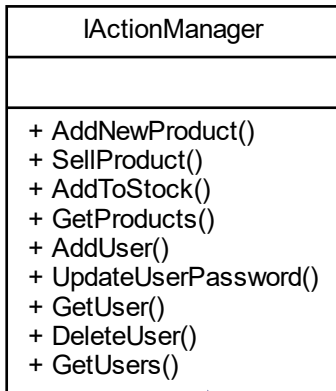 IActionManager
+ AddNewProduct()
+ SellProduct()
+ AddToStock()
+ GetProducts()
+ AddUser()
+ UpdateUserPassword()
+ GetUser()
+ DeleteUser()
+ GetUsers()